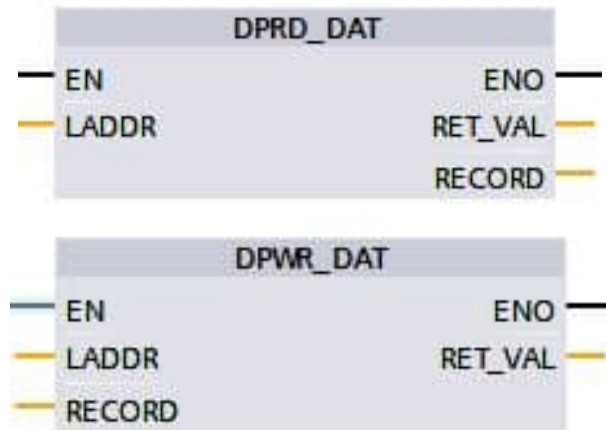 DPRD_DAT
EN ENO
LADDR RET_VAL
RECORD
DPWR_DAT
EN ENO
LADDR RET_VAL
RECORD